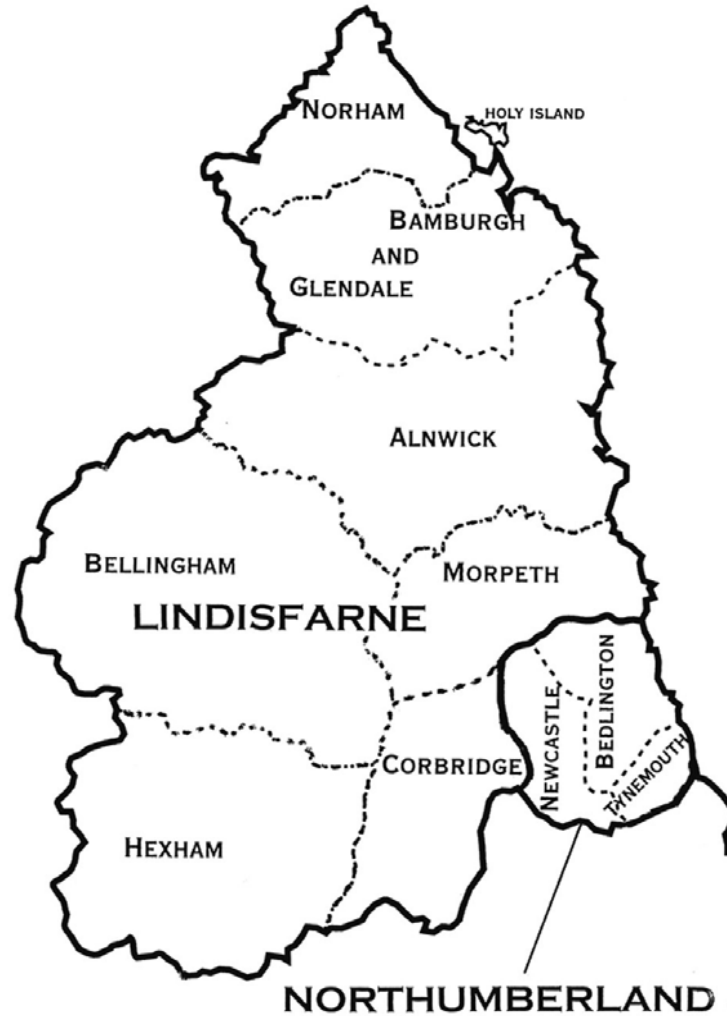 NORHAM
HOLY ISLAND
BAMBURGH
AND
GLENDALE
ALNWICK
BELLINGHAM
MORPETH
LINDISFARNE
NEWCASTLE
BEDLINGTON
TYNEMOUTH
CORBRIDGE
HEXHAM
NORTHUMBERLAND